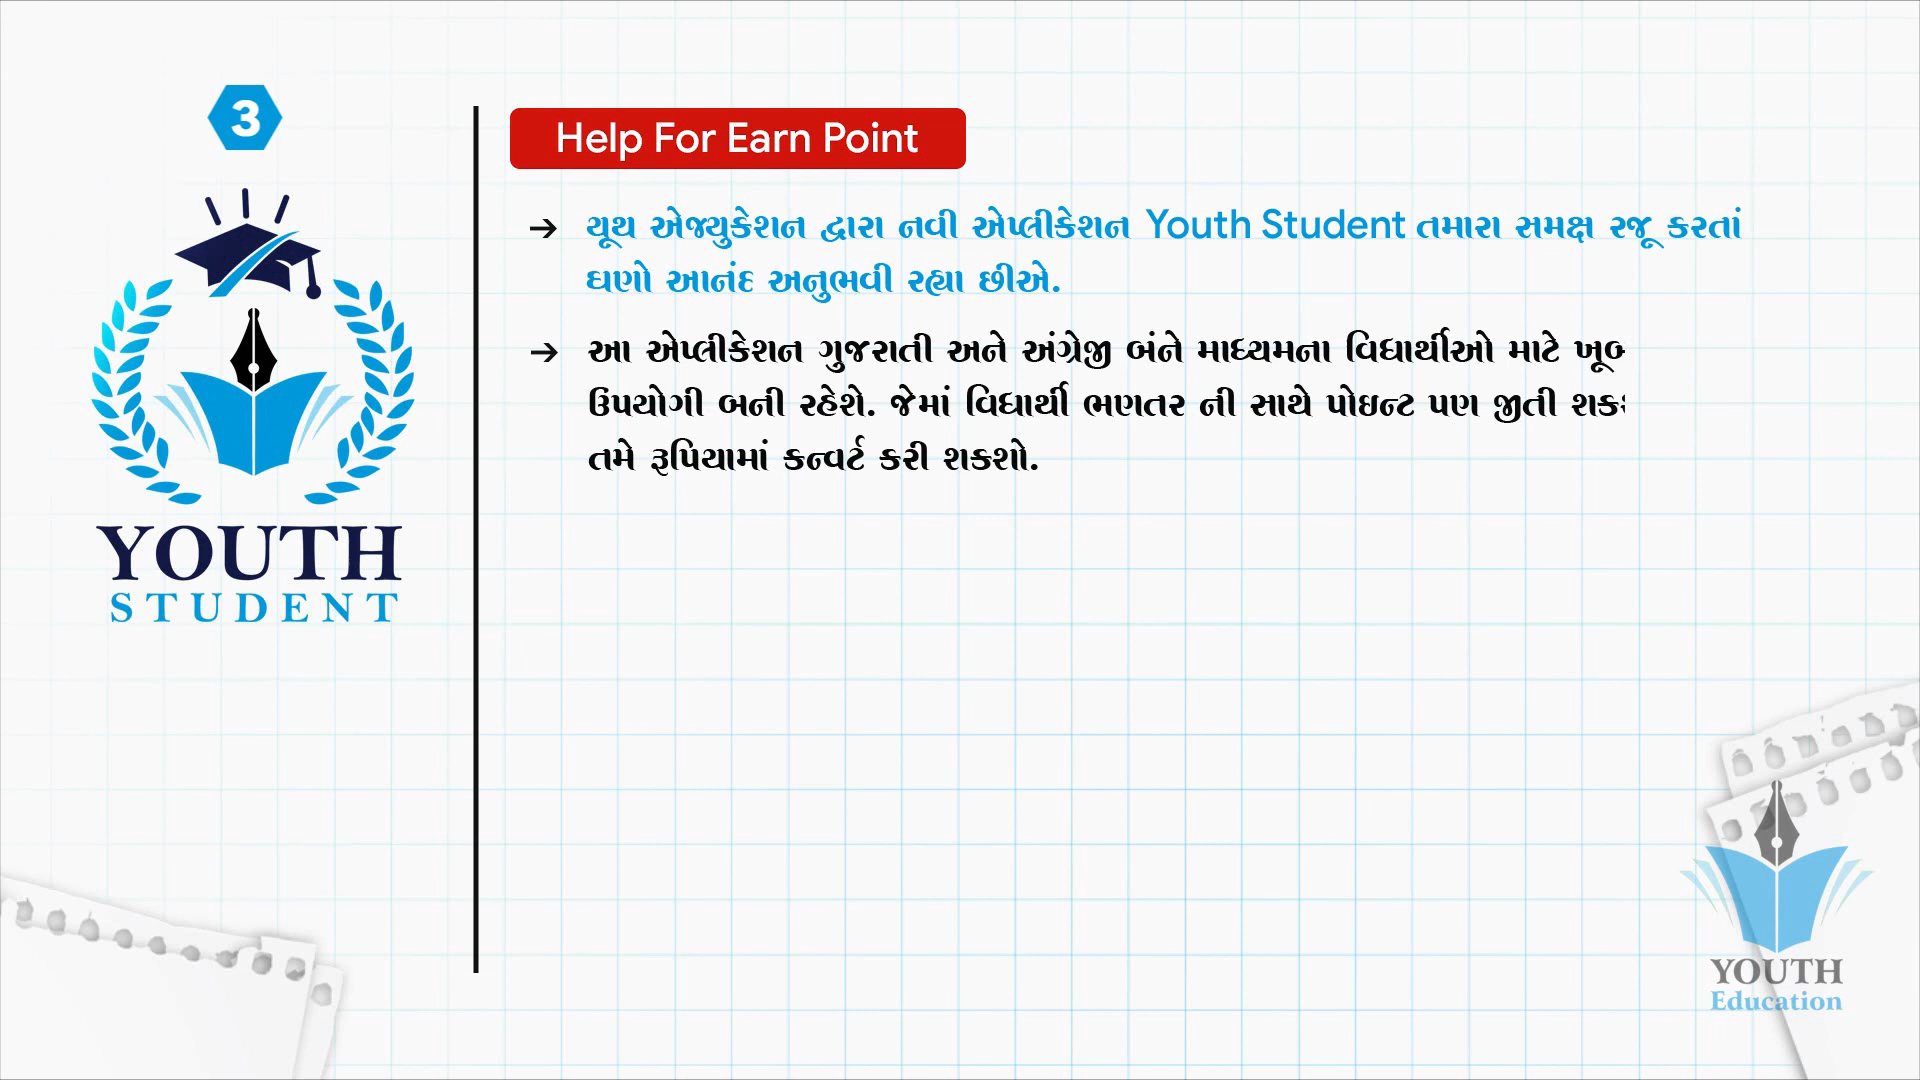 3
Help For Earn Point
→ યૂથ એજ્યુકેશન દ્વારા નવી એપ્લીકેશન Youth Student તમારા સમક્ષ રજૂ કરતાં
ઘણો આનંદ અનુભવી રહ્યા છીએ.
→ આ એપ્લીકેશન ગુજરાતી અને અંગ્રેજી બંને માધ્યમના વિધાર્થીઓ માટે
ઉપયોગી બની રહેશે. જેમાં વિધાર્થી ભણતર ની સાથે પોઇન્ટ પણ જીતી
તમે રૂપિયામાં કન્વર્ટ કરી શકશો.
YOUTH
STUDENT
YOUTH
Education